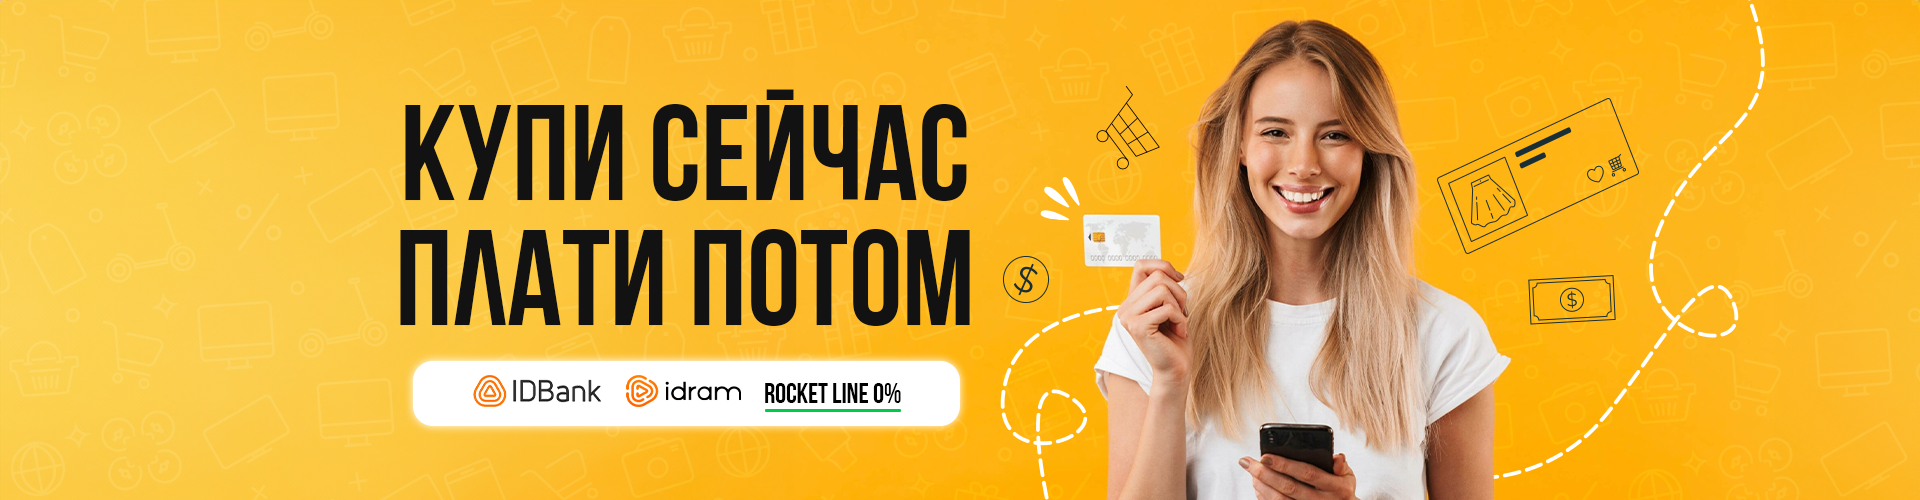 КУПИ СЕЙЧАС
ПЛАТИ ПОТОМ
IDBank idram ROCKET LINE 0%